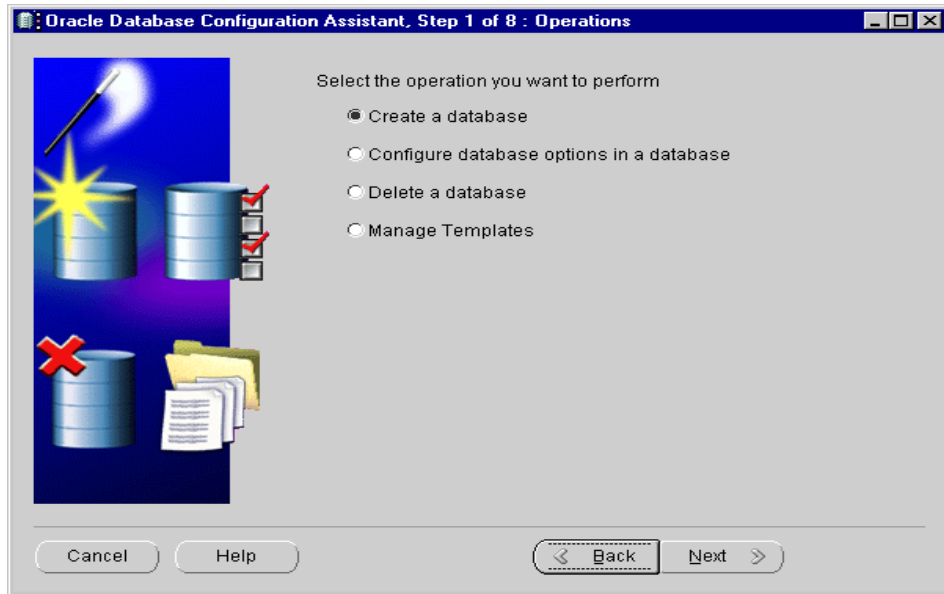 Oracle Database Configuration Assistant, Step 1 of 8 : Operations
Select the operation you want to perform
Create a database
Configure database options in a database
Delete a database
Manage Templates
Cancel Help Back Next